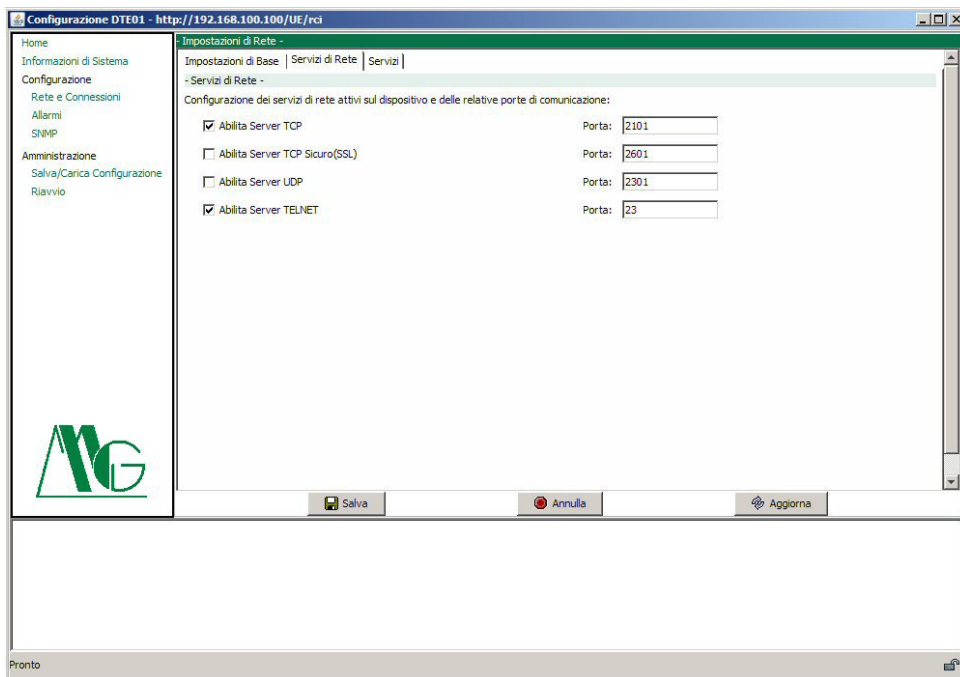 Configurazione DTE01 - http://192.168.100.100/UE/rci
Home
Informazioni di Sistema
Configurazione
Rete e Connessioni
Allarmi
SNMP
Amministrazione
Salva/Carica Configurazione
Riavvio
MG
- Impostazioni di Rete -
Impostazioni di Base | Servizi di Rete | Servizi |
- Servizi di Rete -
Configurazione dei servizi di rete attivi sul dispositivo e delle relative porte di comunicazione:
Abilita Server TCP Porta: 2101
Abilita Server TCP Sicuro(SSL) Porta: 2601
Abilita Server UDP Porta: 2301
Abilita Server TELNET Porta: 23
Salva Annulla Aggiorna
Pronto